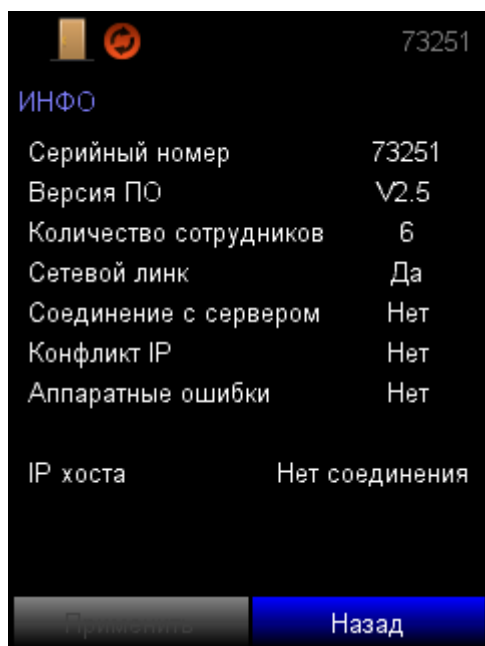 73251
ИНФО
Серийный номер 73251
Версия ПО V2.5
Количество сотрудников 6
Сетевой линк Да
Соединение с сервером Нет
Конфликт IP Нет
Аппаратные ошибки Нет
IP хоста Нет соединения
Применить Назад